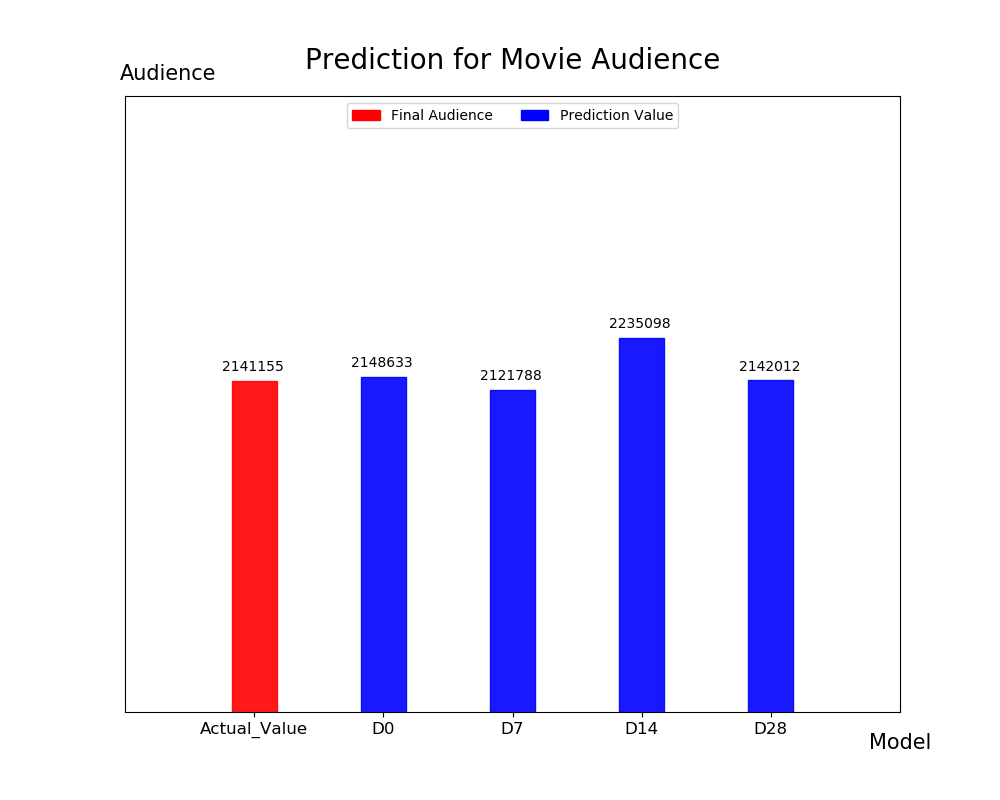 Prediction for Movie Audience
Audience
Final Audience Prediction Value
2141155 2148633 2121788 2235098 2142012
Actual_Value D0 D7 D14 D28
Model